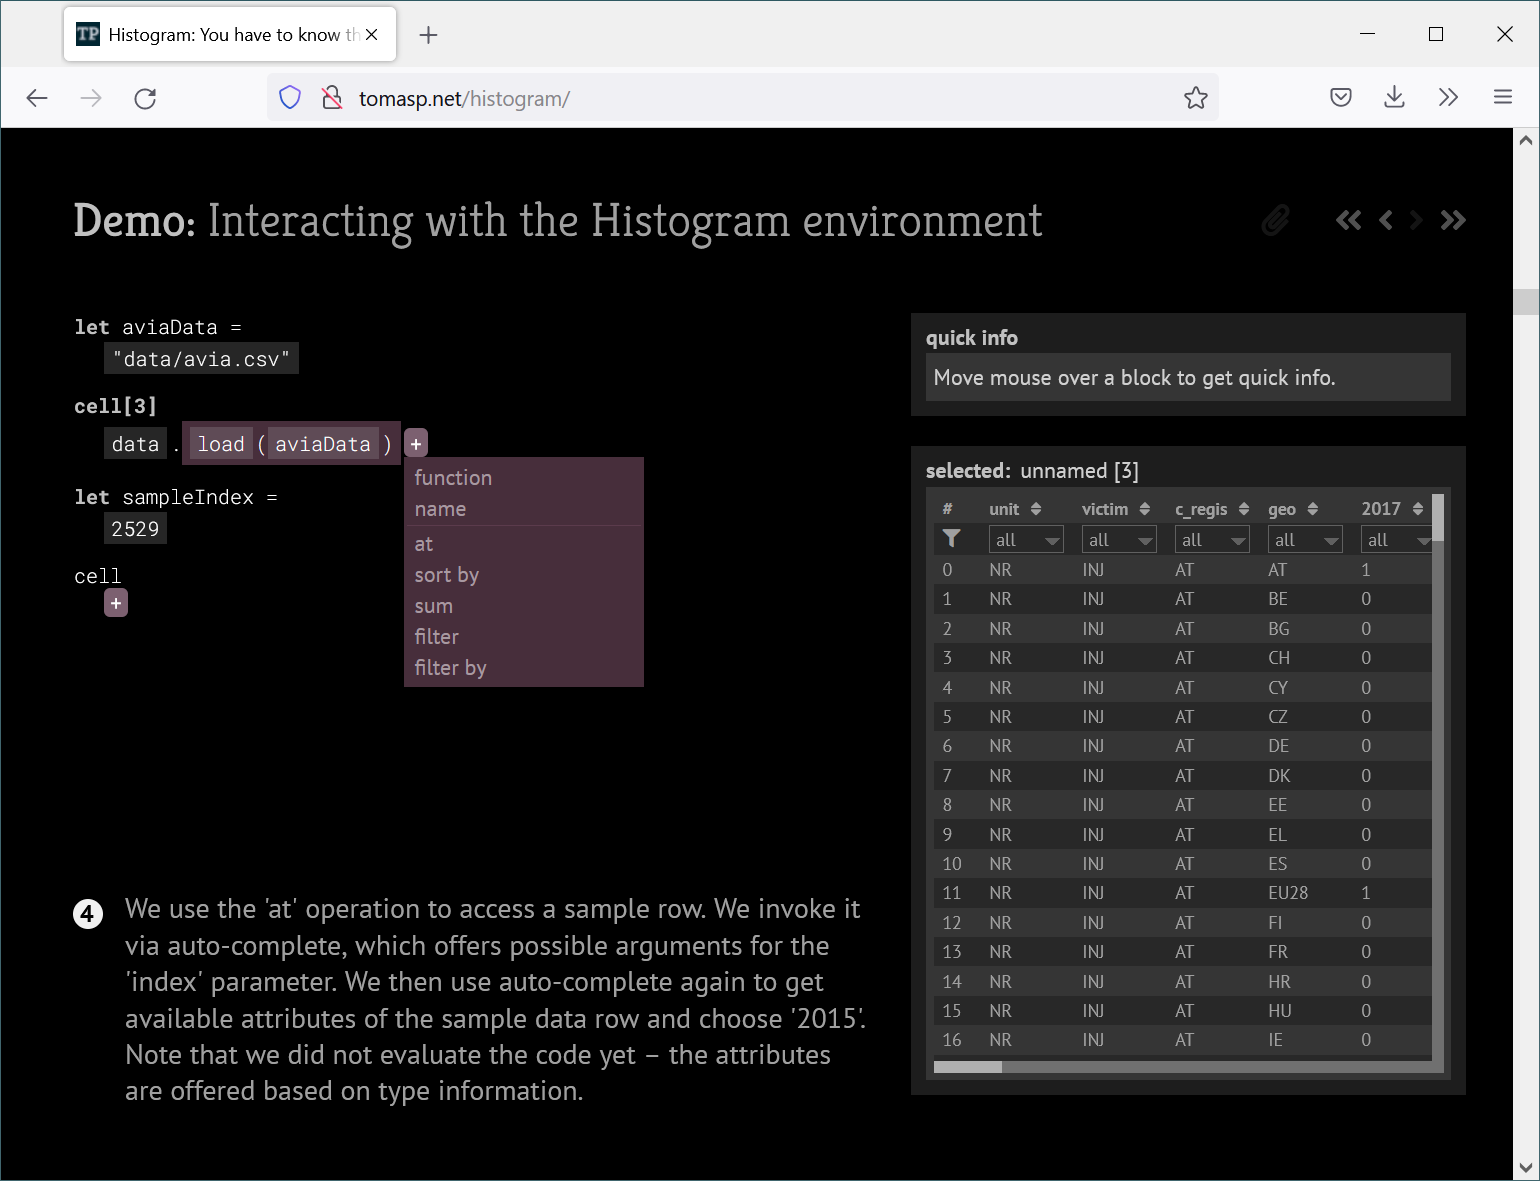 TP Histogram: You have to know th
tomasp.net/histogram/
Demo: Interacting with the Histogram environment
let aviaData =
"data/avia.csv"
cell[3]
data . load ( aviaData ) +
function
name
at
sort by
sum
filter
filter by
let sampleIndex =
2529
cell
+
4 We use the 'at' operation to access a sample row. We invoke it
via auto-complete, which offers possible arguments for the
'index' parameter. We then use auto-complete again to get
available attributes of the sample data row and choose '2015'.
Note that we did not evaluate the code yet – the attributes
are offered based on type information.
quick info
Move mouse over a block to get quick info.
selected: unnamed [3]
# unit victim c_regis geo 2017
all all all all all
0 NR INJ AT AT 1
1 NR INJ AT BE 0
2 NR INJ AT BG 0
3 NR INJ AT CH 0
4 NR INJ AT CY 0
5 NR INJ AT CZ 0
6 NR INJ AT DE 0
7 NR INJ AT DK 0
8 NR INJ AT EE 0
9 NR INJ AT EL 0
10 NR INJ AT ES 0
11 NR INJ AT EU28 1
12 NR INJ AT FI 0
13 NR INJ AT FR 0
14 NR INJ AT HR 0
15 NR INJ AT HU 0
16 NR INJ AT IE 0